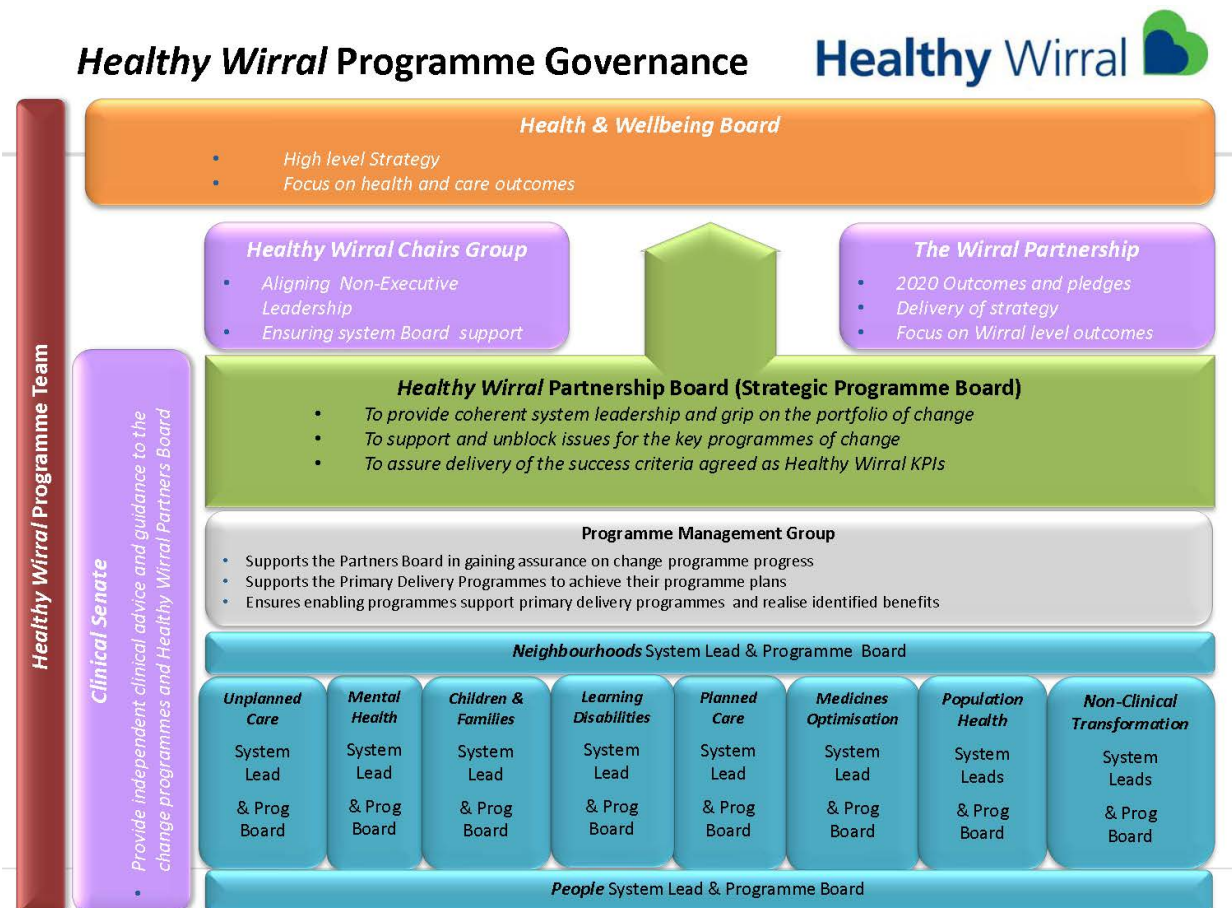 Healthy Wirral Programme Governance
Healthy Wirral
Health & Wellbeing Board
• High level Strategy
• Focus on health and care outcomes
Healthy Wirral Chairs Group
• Aligning Non-Executive
Leadership
• Ensuring system Board support
The Wirral Partnership
• 2020 Outcomes and pledges
• Delivery of strategy
• Focus on Wirral level outcomes
Healthy Wirral Programme Team
Clinical Senate
• Provide independent clinical advice and guidance to the
change programmes and Healthy Wirral Partners Board
Healthy Wirral Partnership Board (Strategic Programme Board)
• To provide coherent system leadership and grip on the portfolio of change
• To support and unblock issues for the key programmes of change
• To assure delivery of the success criteria agreed as Healthy Wirral KPIs
Programme Management Group
• Supports the Partners Board in gaining assurance on change programme progress
• Supports the Primary Delivery Programmes to achieve their programme plans
• Ensures enabling programmes support primary delivery programmes and realise identified benefits
Neighbourhoods System Lead & Programme Board
Unplanned
Care
System
Lead
& Prog
Board
Mental
Health
System
Lead
& Prog
Board
Children &
Families
System
Lead
& Prog
Board
Learning
Disabilities
System
Lead
& Prog
Board
Planned
Care
System
Lead
& Prog
Board
Medicines
Optimisation
System
Lead
& Prog
Board
Population
Health
System
Leads
& Prog
Board
Non-Clinical
Transformation
System
Leads
& Prog
Board
People System Lead & Programme Board